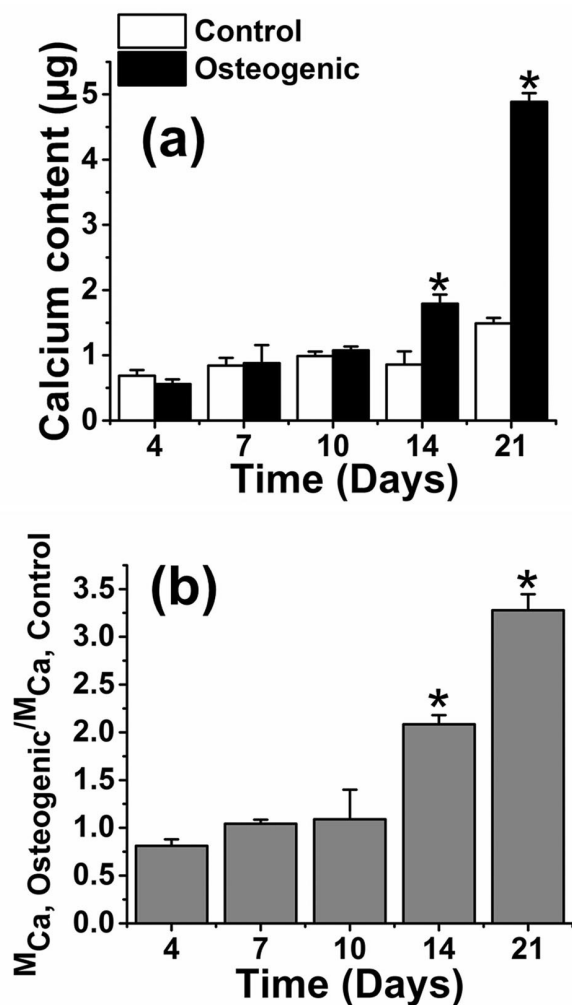 Control
Osteogenic
(a)
Calcium content (µg)
5
4
3
2
1
0
*
*
4 7 10 14 21
Time (Days)
(b)
MCa, Osteogenic/MCa, Control
3.5
3.0
2.5
2.0
1.5
1.0
0.5
0.0
*
*
4 7 10 14 21
Time (Days)